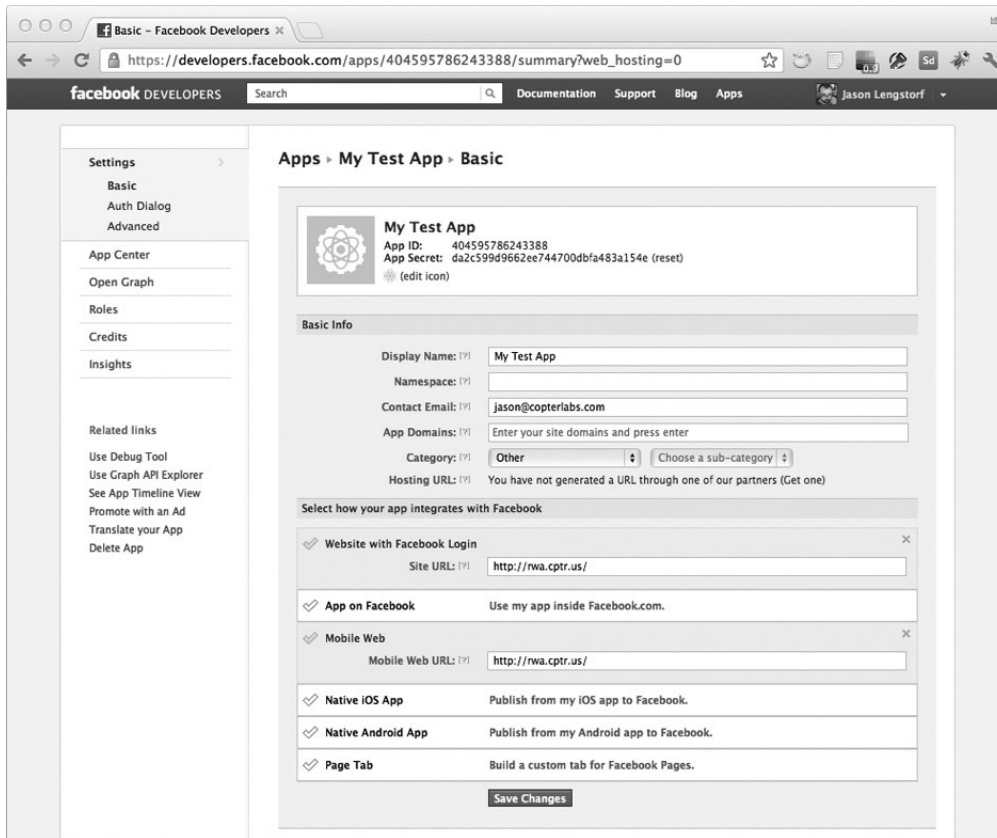 Basic – Facebook Developers ×
https://developers.facebook.com/apps/404595786243388/summary?web_hosting=0
Sd
0.9
facebook DEVELOPERS
Search
Documentation Support Blog Apps
Jason Lengstorf
Settings
Basic
Auth Dialog
Advanced
App Center
Open Graph
Roles
Credits
Insights
Related links
Use Debug Tool
Use Graph API Explorer
See App Timeline View
Promote with an Ad
Translate your App
Delete App
Apps ▸ My Test App ▸ Basic
My Test App
App ID: 404595786243388
App Secret: da2c599d9662ee744700dbfa483a154e (reset)
(edit icon)
Basic Info
Display Name: [?] My Test App
Namespace: [?]
Contact Email: [?] jason@copterlabs.com
App Domains: [?] Enter your site domains and press enter
Category: [?] Other Choose a sub-category
Hosting URL: [?] You have not generated a URL through one of our partners (Get one)
Select how your app integrates with Facebook
Website with Facebook Login ×
Site URL: [?] http://rwa.cptr.us/
App on Facebook Use my app inside Facebook.com.
Mobile Web ×
Mobile Web URL: [?] http://rwa.cptr.us/
Native iOS App Publish from my iOS app to Facebook.
Native Android App Publish from my Android app to Facebook.
Page Tab Build a custom tab for Facebook Pages.
Save Changes